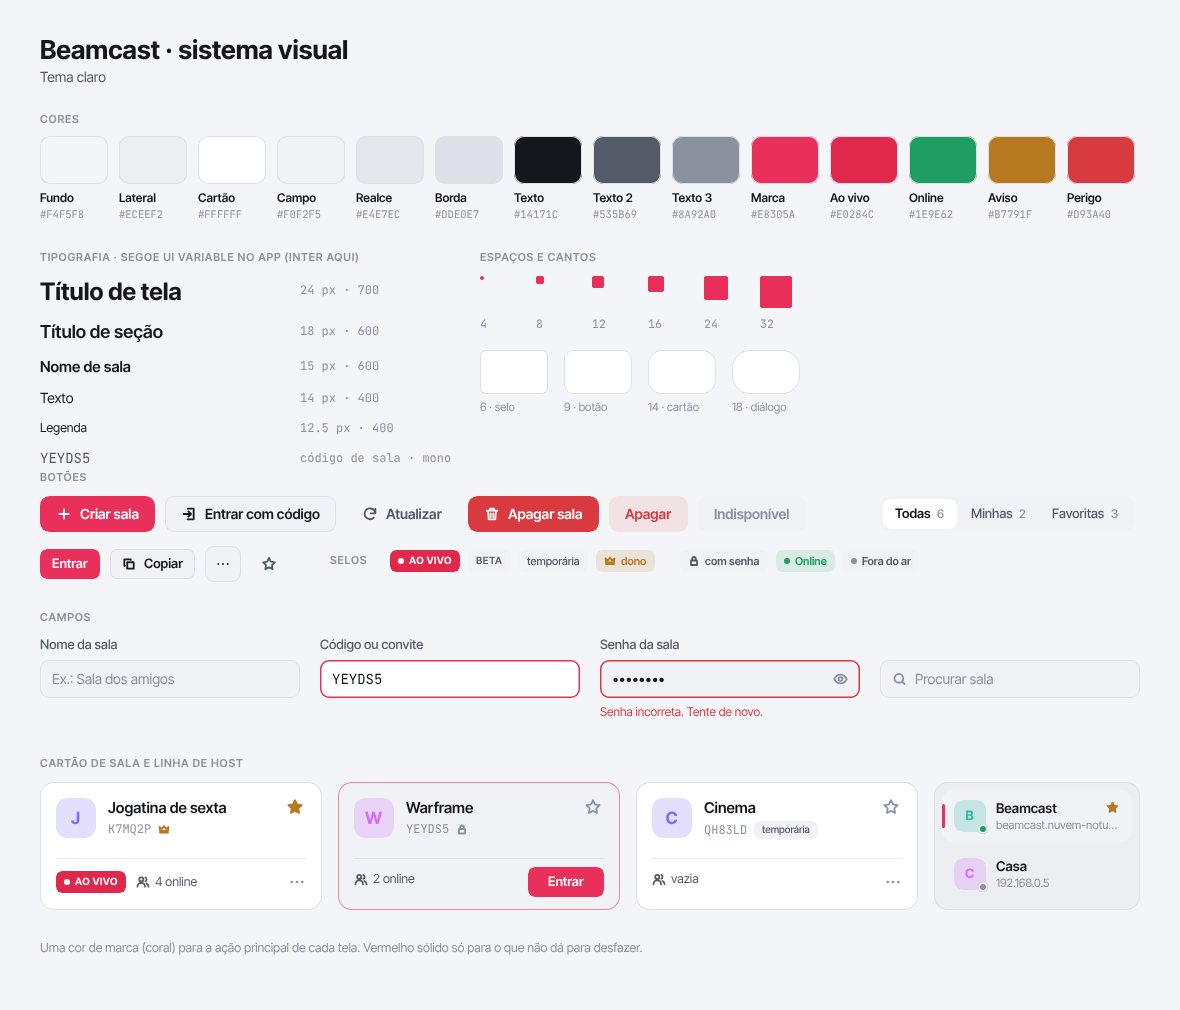 Beamcast · sistema visual
Tema claro
CORES
Fundo Lateral Cartão Campo Realce Borda Texto Texto 2 Texto 3 Marca Ao vivo Online Aviso Perigo
#F4F5F8 #ECEEF2 #FFFFFF #F0F2F5 #E4E7EC #DDE0E7 #14171C #535B69 #8A92A0 #E8305A #E0284C #1E9E62 #B7791F #D93A40
TIPOGRAFIA · SEGOE UI VARIABLE NO APP (INTER AQUI)
Título de tela 24 px · 700
Título de seção 18 px · 600
Nome de sala 15 px · 600
Texto 14 px · 400
Legenda 12.5 px · 400
YEYDS5 código de sala · mono
ESPAÇOS E CANTOS
4 8 12 16 24 32
6 · selo 9 · botão 14 · cartão 18 · diálogo
BOTÕES
Criar sala Entrar com código Atualizar Apagar sala Apagar Indisponível Todas 6 Minhas 2 Favoritas 3
Entrar Copiar ··· SELOS AO VIVO BETA temporária dono com senha Online Fora do ar
CAMPOS
Nome da sala Código ou convite Senha da sala
Ex.: Sala dos amigos YEYDS5 •••••••• Procurar sala
Senha incorreta. Tente de novo.
CARTÃO DE SALA E LINHA DE HOST
J Jogatina de sexta
K7MQ2P
AO VIVO 4 online ···
W Warframe
YEYDS5
2 online Entrar
C Cinema
QH83LD temporária
vazia ···
B Beamcast
beamcast.nuvem-notu...
C Casa
192.168.0.5
Uma cor de marca (coral) para a ação principal de cada tela. Vermelho sólido só para o que não dá para desfazer.